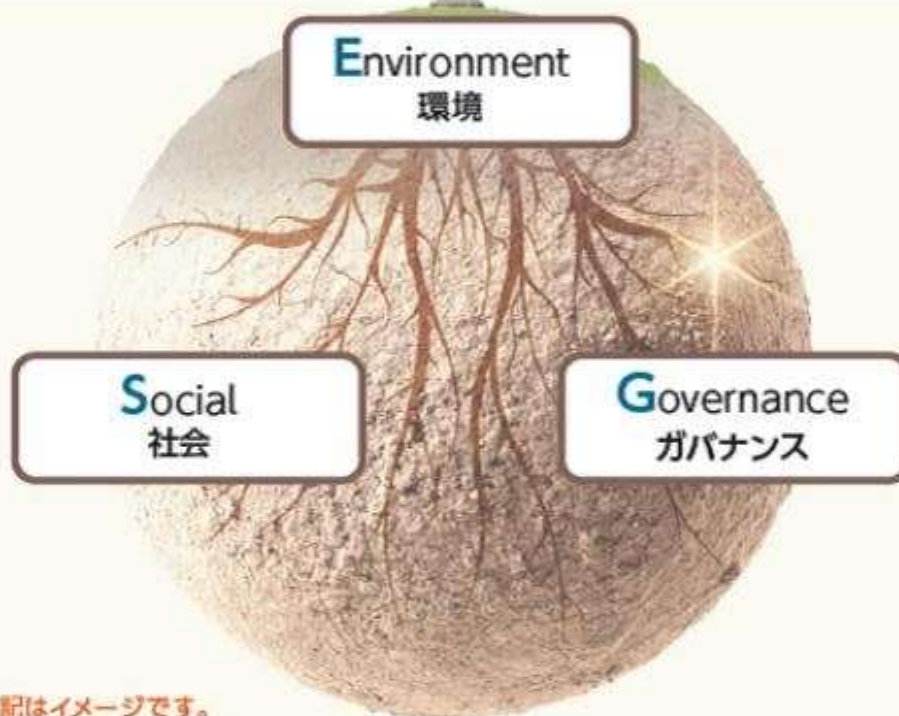 Environment
環境
Social
社会
Governance
ガバナンス
記はイメージです。